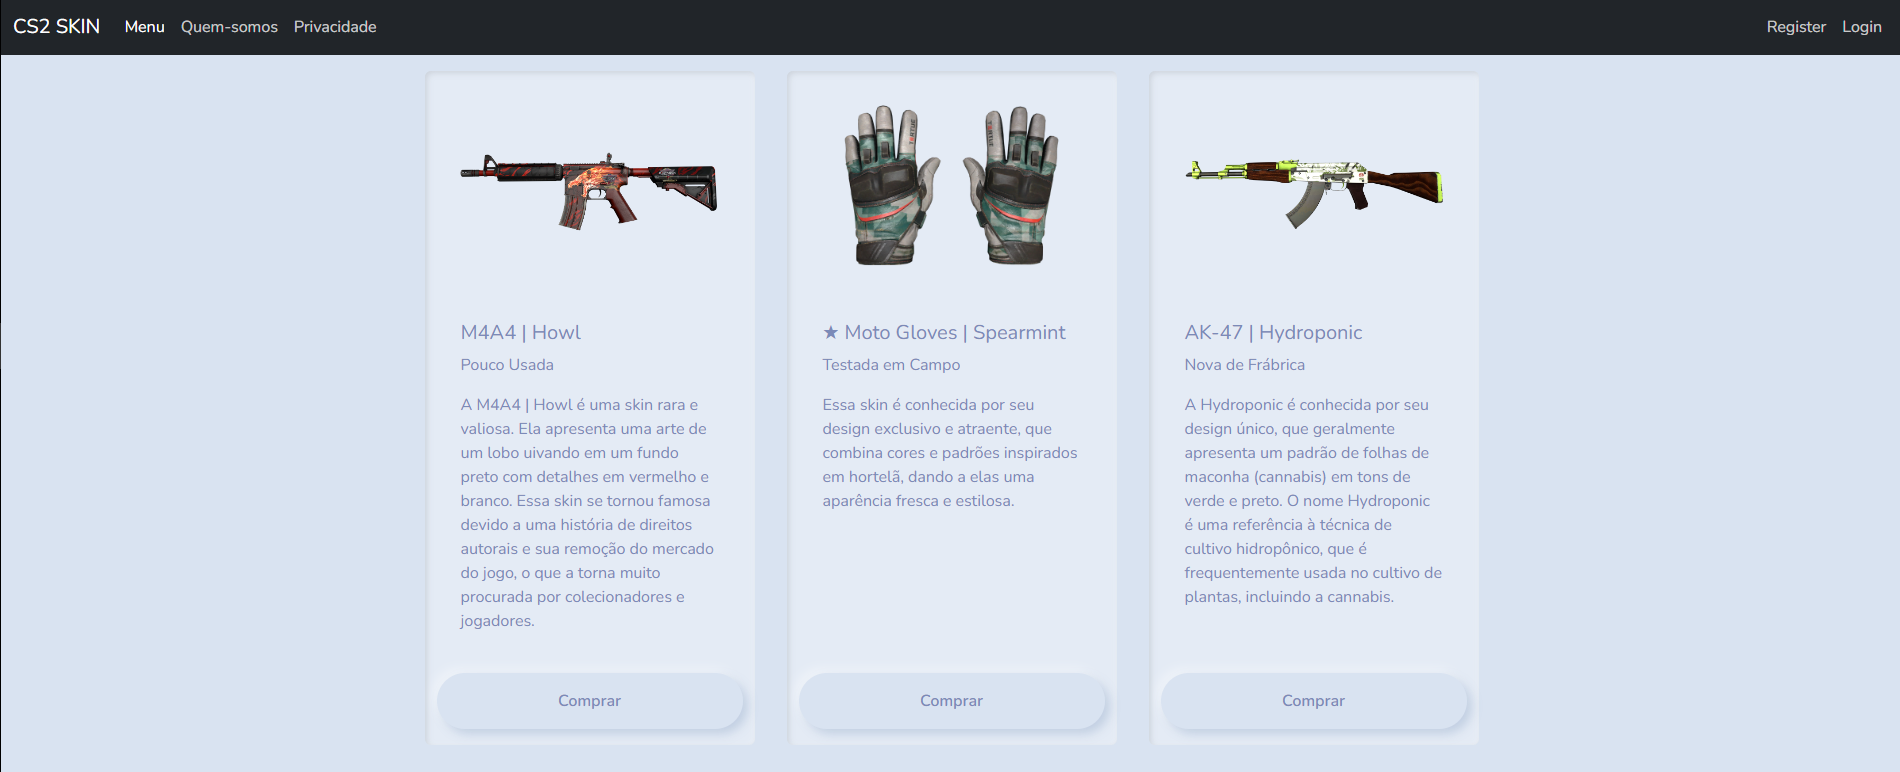 CS2 SKIN Menu Quem-somos Privacidade Register Login
M4A4 | Howl
Pouco Usada
A M4A4 | Howl é uma skin rara e
valiosa. Ela apresenta uma arte de
um lobo uivando em um fundo
preto com detalhes em vermelho e
branco. Essa skin se tornou famosa
devido a uma história de direitos
autorais e sua remoção do mercado
do jogo, o que a torna muito
procurada por colecionadores e
jogadores.
Comprar
★ Moto Gloves | Spearmint
Testada em Campo
Essa skin é conhecida por seu
design exclusivo e atraente, que
combina cores e padrões inspirados
em hortelã, dando a elas uma
aparência fresca e estilosa.
Comprar
AK-47 | Hydroponic
Nova de Frábrica
A Hydroponic é conhecida por seu
design único, que geralmente
apresenta um padrão de folhas de
maconha (cannabis) em tons de
verde e preto. O nome Hydroponic
é uma referência à técnica de
cultivo hidropônico, que é
frequentemente usada no cultivo de
plantas, incluindo a cannabis.
Comprar